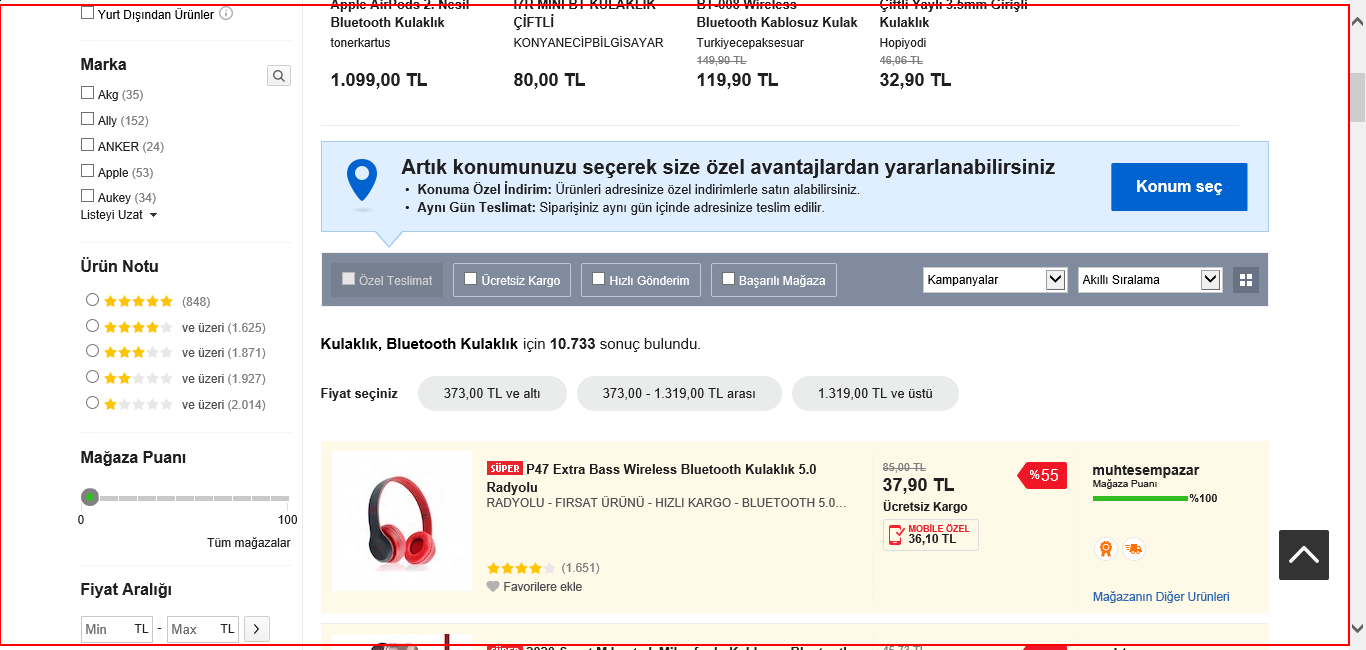 Yurt Dışından Ürünler
Marka
Akg (35)
Ally (152)
ANKER (24)
Apple (53)
Aukey (34)
Listeyi Uzat
Ürün Notu
(848)
ve üzeri (1.625)
ve üzeri (1.871)
ve üzeri (1.927)
ve üzeri (2.014)
Mağaza Puanı
0 100
Tüm mağazalar
Fiyat Aralığı
Min TL - Max TL
Apple AirPods 2. Nesil
Bluetooth Kulaklık
tonerkartus
1.099,00 TL
I7R MINI BT KULAKLIK
ÇİFTLİ
KONYANECİPBİLGİSAYAR
80,00 TL
BT-008 Wireless
Bluetooth Kablosuz Kulak
Turkiyecepaksesuar
149,90 TL
119,90 TL
Çiftli Yaylı 3.5mm Girişli
Kulaklık
Hopiyodi
46,06 TL
32,90 TL
Artık konumunuzu seçerek size özel avantajlardan yararlanabilirsiniz
• Konuma Özel İndirim: Ürünleri adresinize özel indirimlerle satın alabilirsiniz.
• Aynı Gün Teslimat: Siparişiniz aynı gün içinde adresinize teslim edilir.
Konum seç
Özel Teslimat Ücretsiz Kargo Hızlı Gönderim Başarılı Mağaza Kampanyalar Akıllı Sıralama
Kulaklık, Bluetooth Kulaklık için 10.733 sonuç bulundu.
Fiyat seçiniz 373,00 TL ve altı 373,00 - 1.319,00 TL arası 1.319,00 TL ve üstü
SÜPER P47 Extra Bass Wireless Bluetooth Kulaklık 5.0
Radyolu
RADYOLU - FIRSAT ÜRÜNÜ - HIZLI KARGO - BLUETOOTH 5.0...
(1.651)
Favorilere ekle
85,00 TL
37,90 TL
Ücretsiz Kargo
MOBİLE ÖZEL
36,10 TL
%55
muhtesempazar
Mağaza Puanı
%100
Mağazanın Diğer Ürünleri